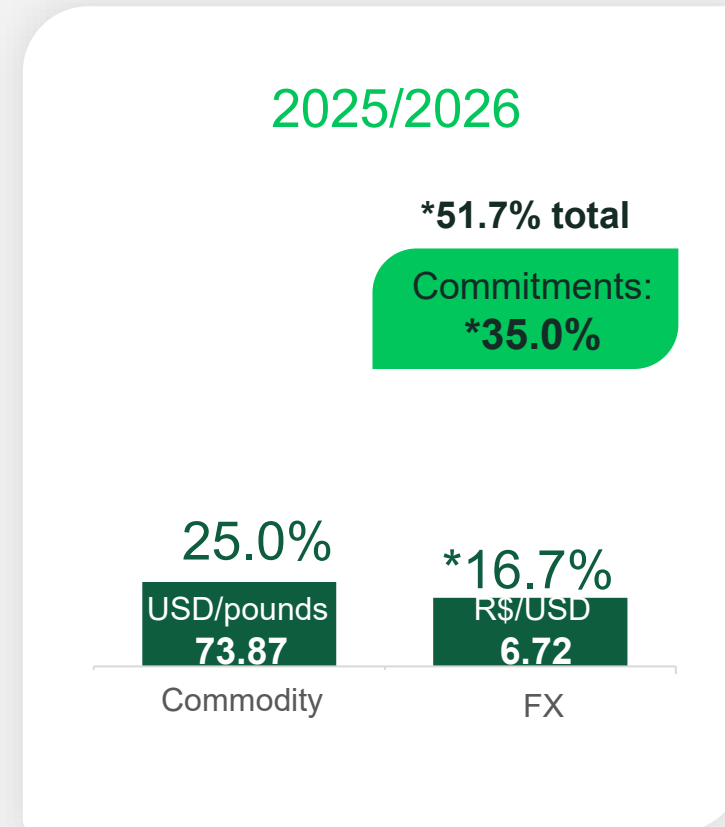 2025/2026
*51.7% total
Commitments:
*35.0%
25.0%
*16.7%
USD/pounds
73.87
R$/USD
6.72
Commodity
FX